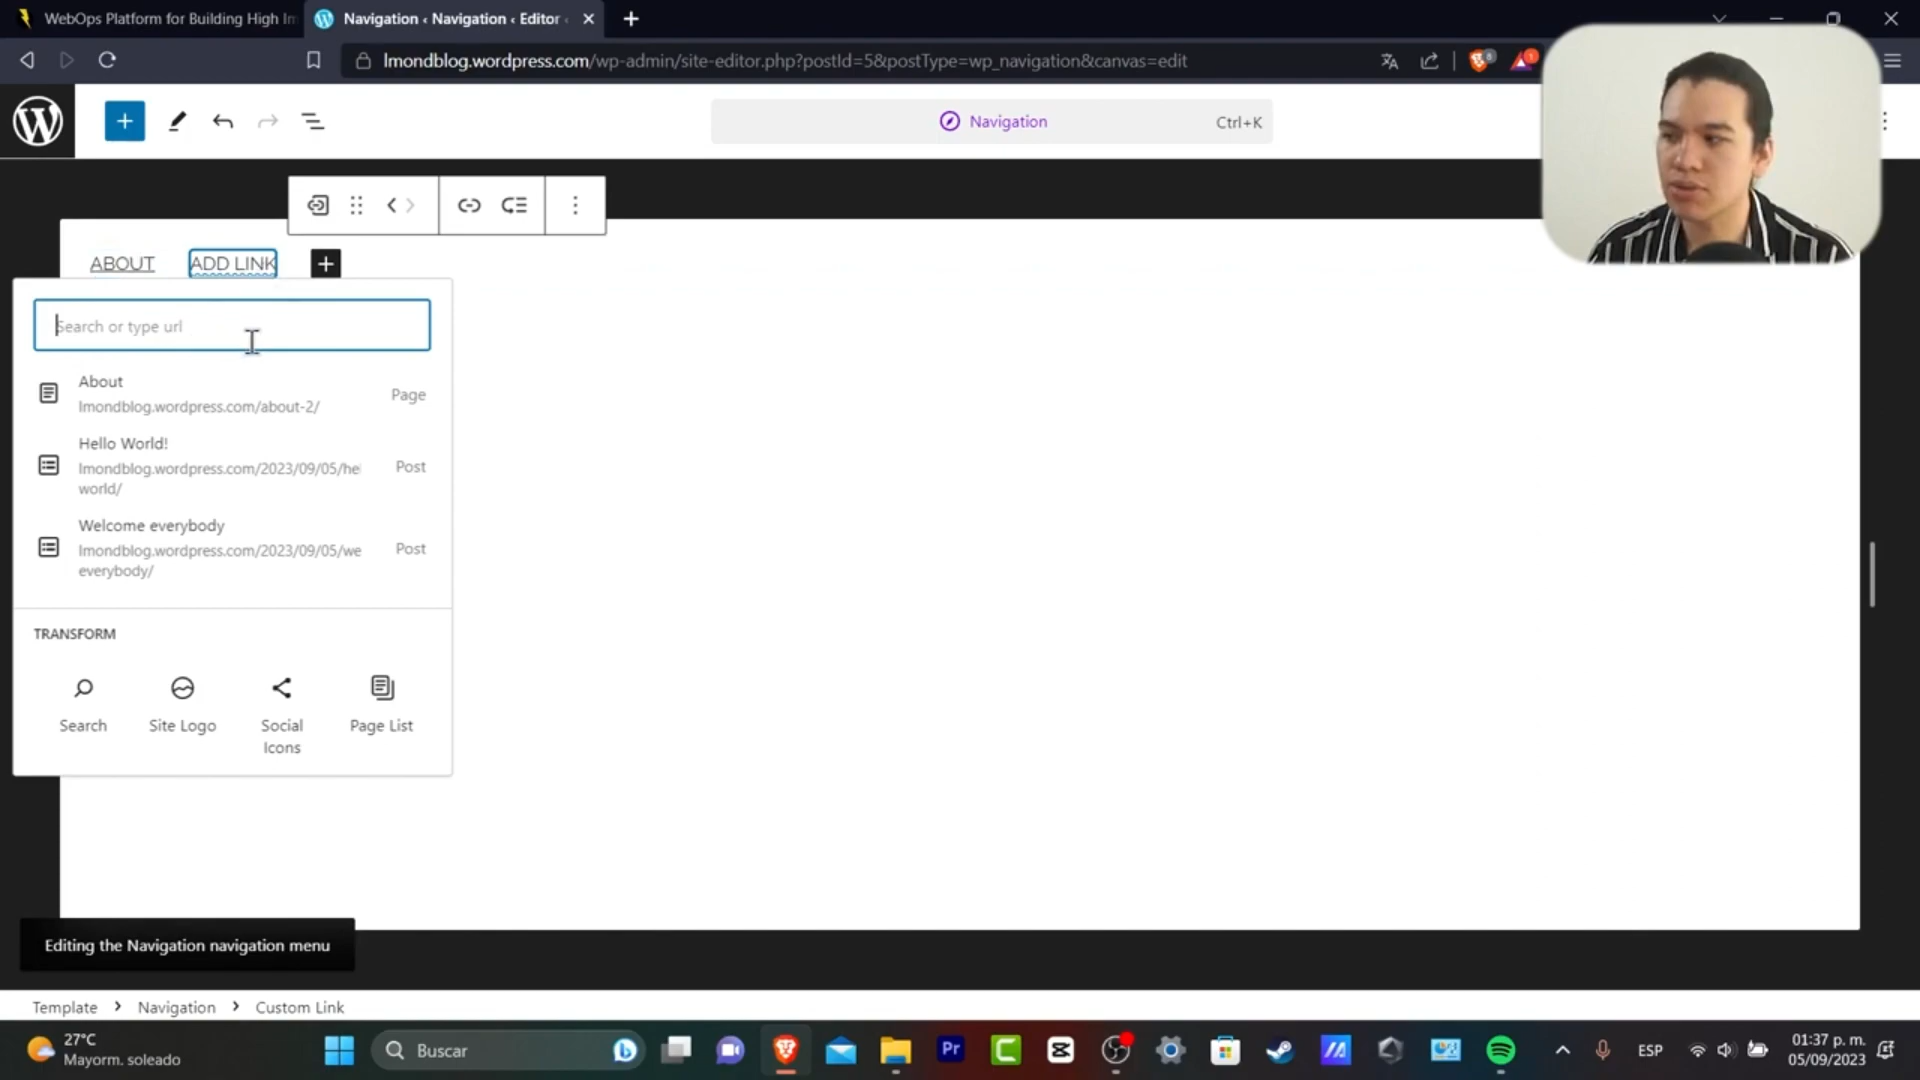 WebOps Platform for Building High Im
Navigation ‹ Navigation ‹ Editor ‹
lmondblog.wordpress.com/wp-admin/site-editor.php?postId=5&postType=wp_navigation&canvas=edit
8
1
Navigation
Ctrl+K
ABOUT
ADD LINK
Search or type url
About
lmondblog.wordpress.com/about-2/
Page
Hello World!
lmondblog.wordpress.com/2023/09/05/he
world/
Post
Welcome everybody
lmondblog.wordpress.com/2023/09/05/we
everybody/
Post
TRANSFORM
Search
Site Logo
Social
Icons
Page List
Editing the Navigation navigation menu
Template > Navigation > Custom Link
27°C
Mayorm. soleado
Buscar
Pr
ESP
01:37 p. m.
05/09/2023